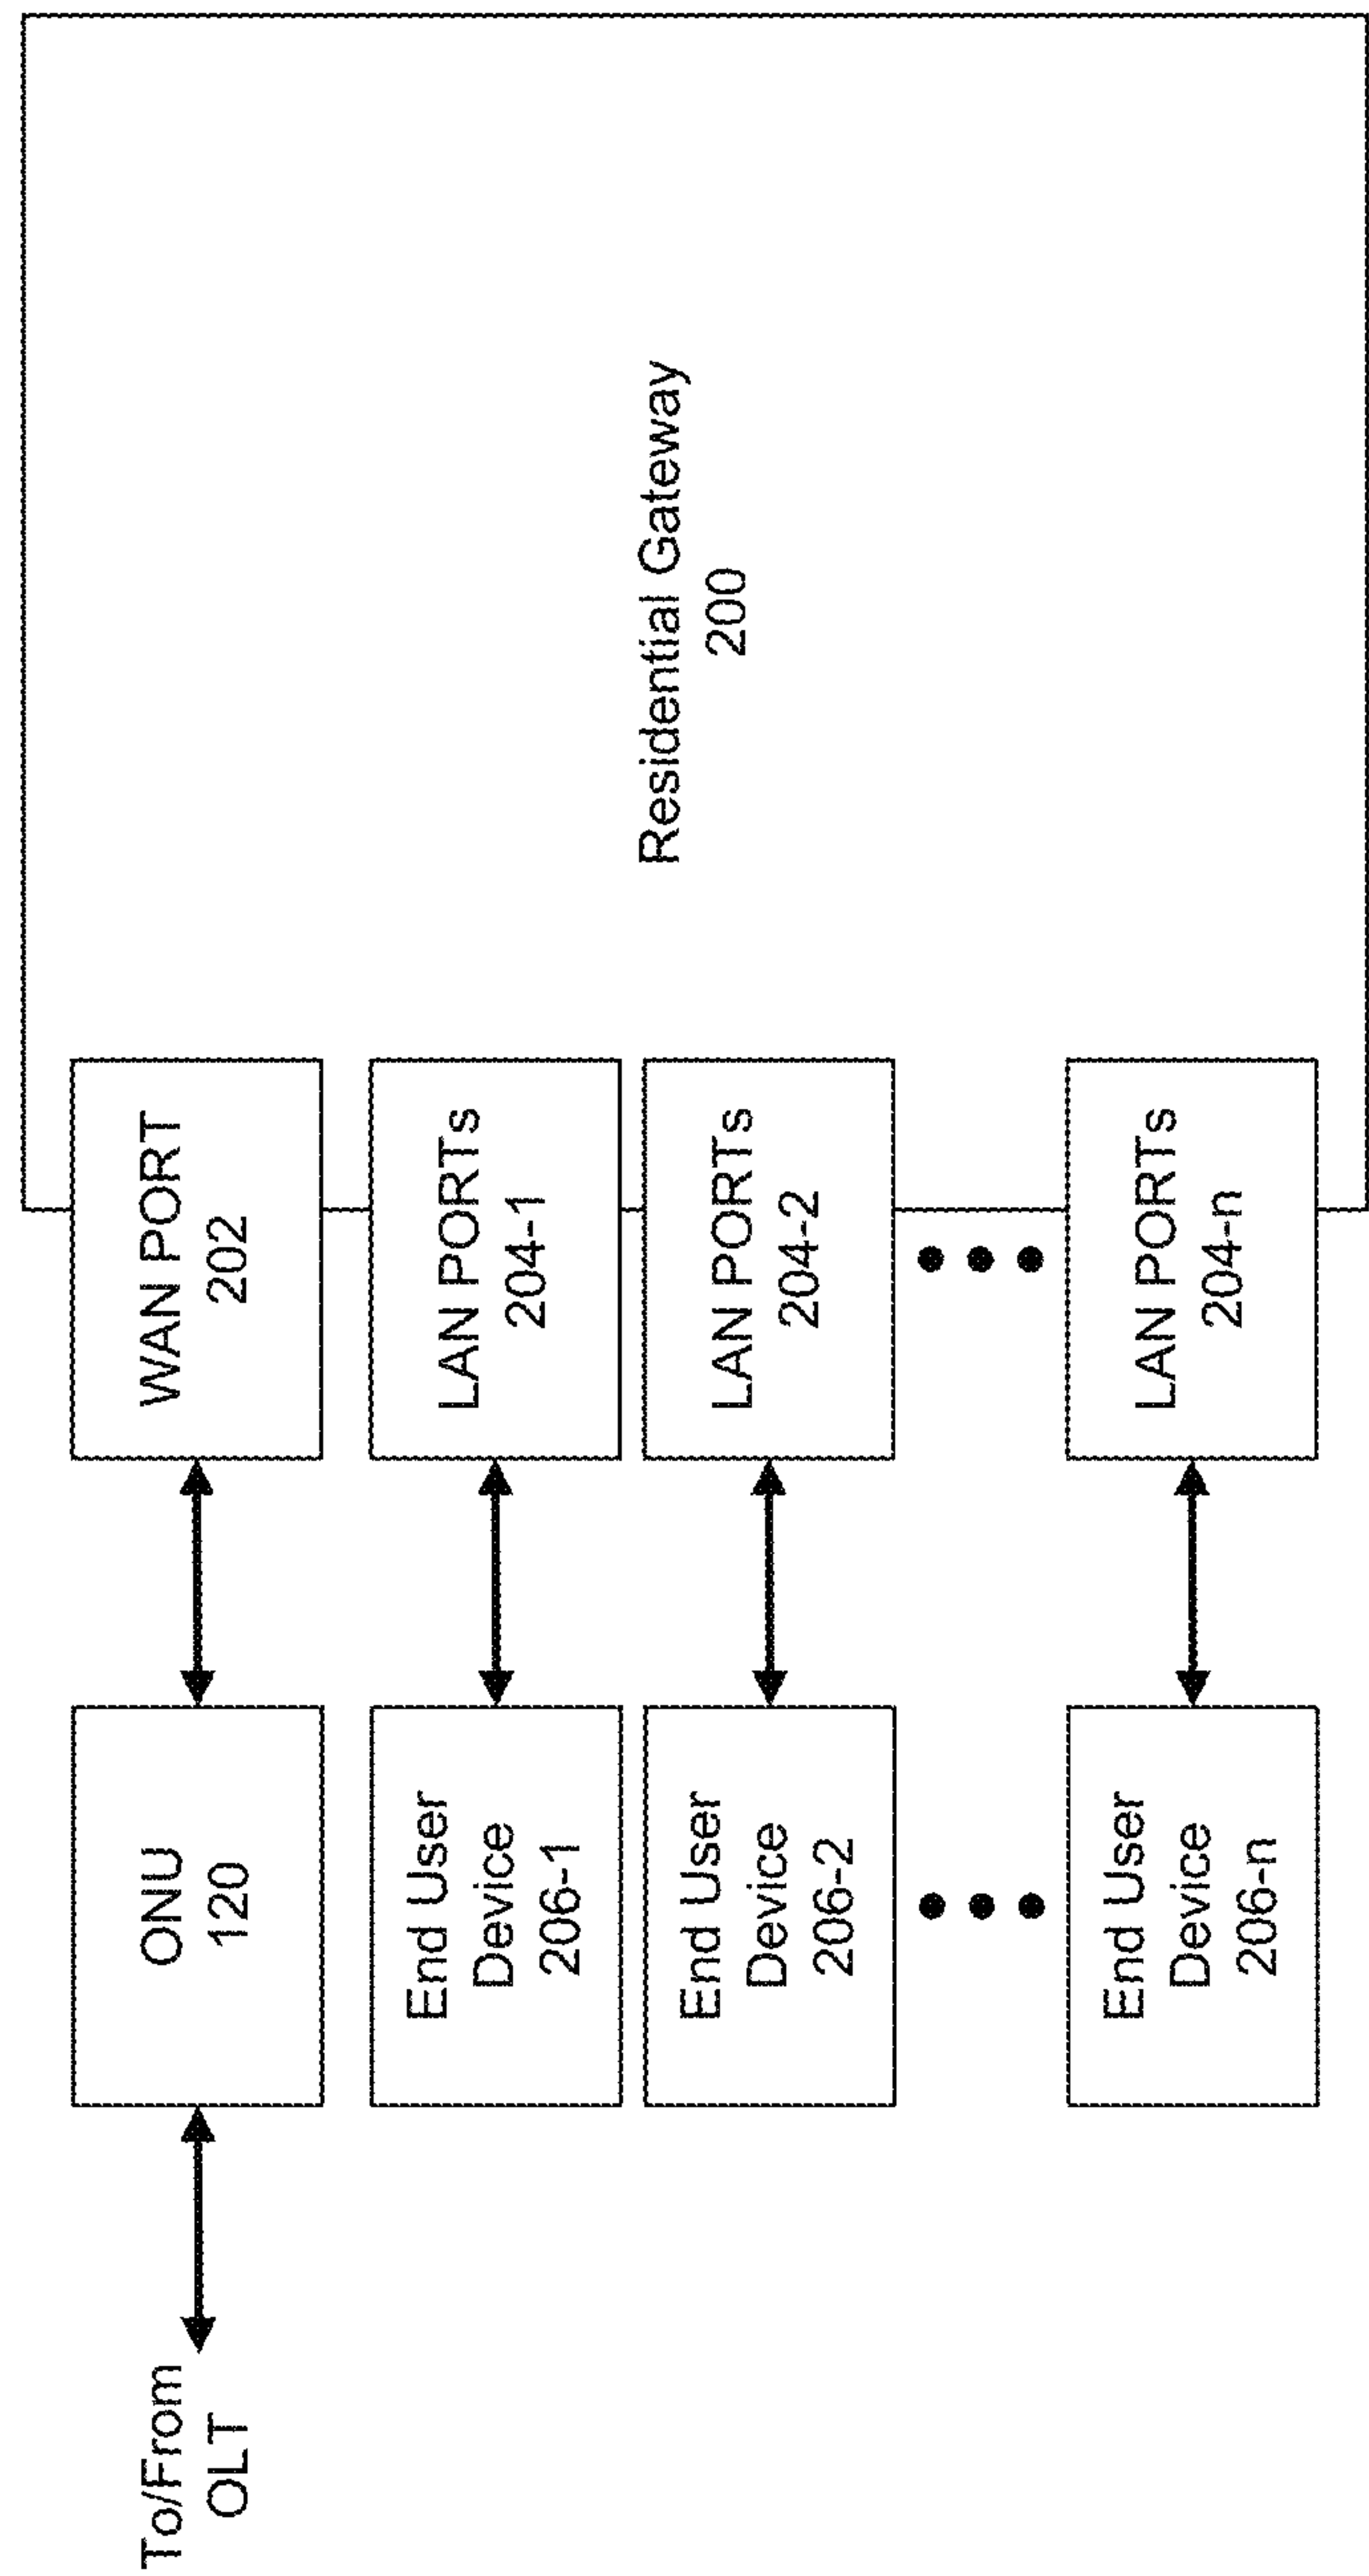 To/From
OLT
ONU
120
WAN PORT
202
End User
Device
206-1
LAN PORTs
204-1
End User
Device
206-2
LAN PORTs
204-2
End User
Device
206-n
LAN PORTs
204-n
Residential Gateway
200